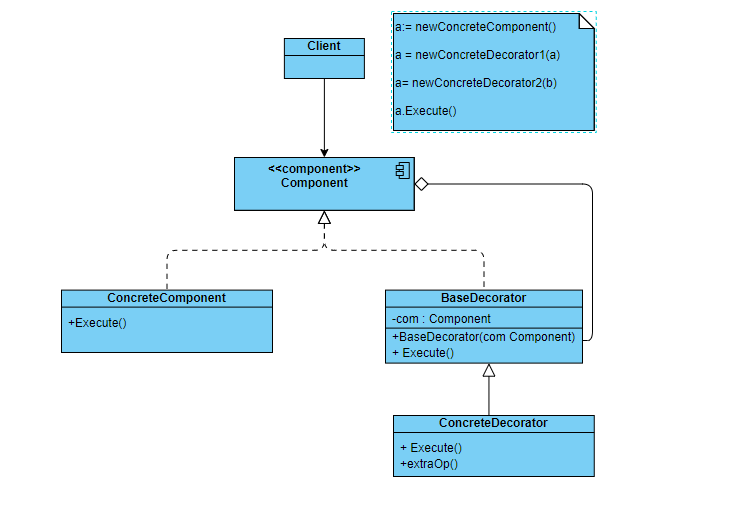 Client
a:= newConcreteComponent()
a = newConcreteDecorator1(a)
a= newConcreteDecorator2(b)
a.Execute()
<<component>>
Component
ConcreteComponent
+Execute()
BaseDecorator
-com : Component
+BaseDecorator(com Component)
+ Execute()
ConcreteDecorator
+ Execute()
+extraOp()